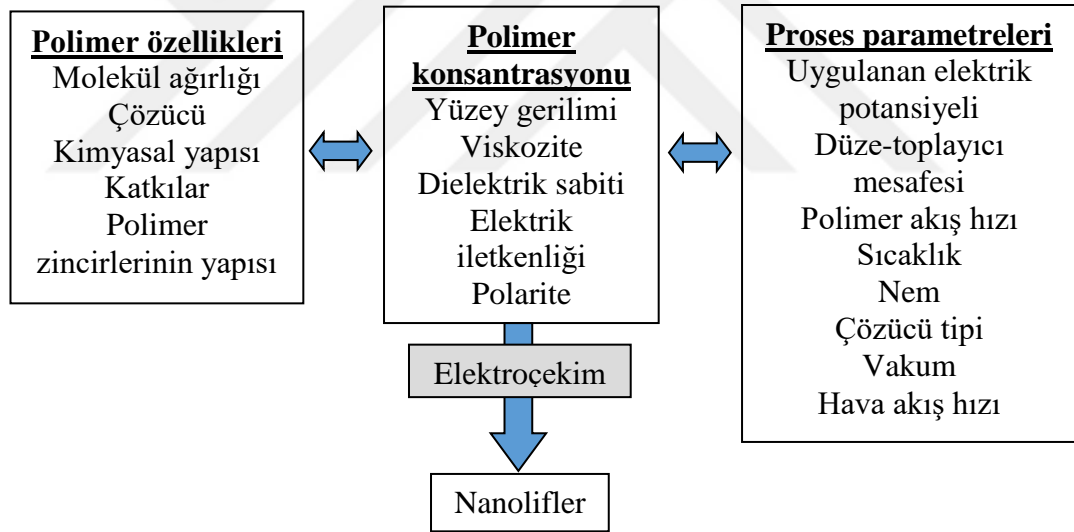 Polimer özellikleri
Molekül ağırlığı
Çözücü
Kimyasal yapısı
Katkılar
Polimer
zincirlerinin yapısı
Polimer
konsantrasyonu
Yüzey gerilimi
Viskozite
Dielektrik sabiti
Elektrik
iletkenliği
Polarite
Proses parametreleri
Uygulanan elektrik
potansiyeli
Düze-toplayıcı
mesafesi
Polimer akış hızı
Sıcaklık
Nem
Çözücü tipi
Vakum
Hava akış hızı
Elektroçekim
Nanolifler